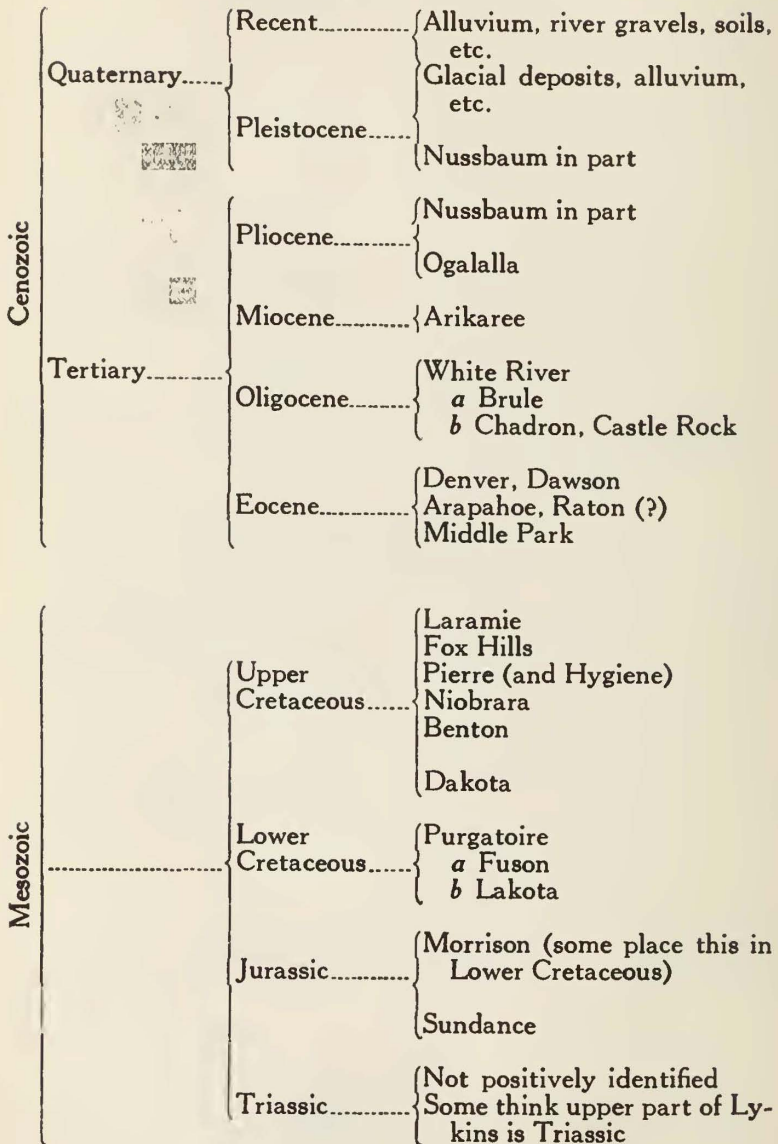 Cenozoic
Quaternary
Recent
Alluvium, river gravels, soils,
etc.
Glacial deposits, alluvium,
etc.
Pleistocene
Nussbaum in part
Tertiary
Pliocene
Nussbaum in part
Ogalalla
Miocene
Arikaree
Oligocene
White River
a Brule
b Chadron, Castle Rock
Eocene
Denver, Dawson
Arapahoe, Raton (?)
Middle Park
Mesozoic
Upper
Cretaceous
Laramie
Fox Hills
Pierre (and Hygiene)
Niobrara
Benton
Dakota
Lower
Cretaceous
Purgatoire
a Fuson
b Lakota
Jurassic
Morrison (some place this in
Lower Cretaceous)
Sundance
Triassic
Not positively identified
Some think upper part of Ly-
kins is Triassic